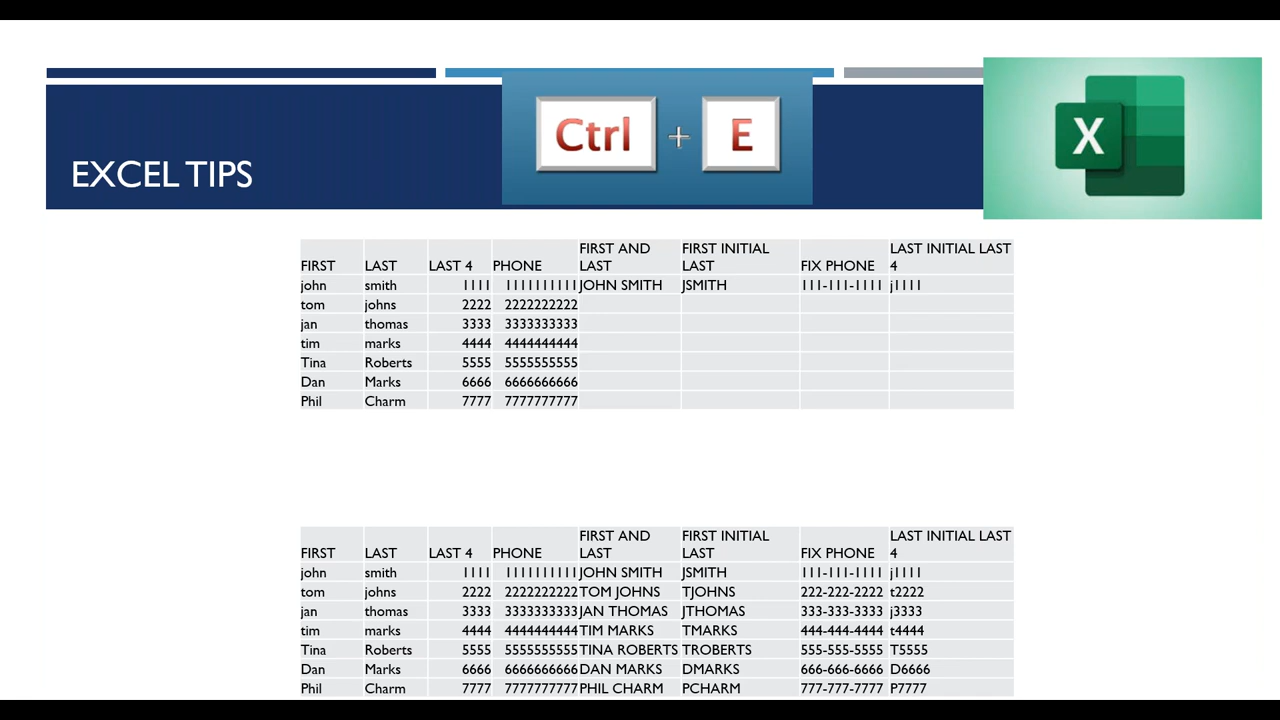 Ctrl + E
X
EXCEL TIPS
FIRST LAST LAST 4 PHONE FIRST AND LAST FIRST INITIAL LAST FIX PHONE LAST INITIAL LAST 4
john smith 1111 1111111111 JOHN SMITH JSMITH 111-111-1111 j1111
tom johns 2222 2222222222
jan thomas 3333 3333333333
tim marks 4444 4444444444
Tina Roberts 5555 5555555555
Dan Marks 6666 6666666666
Phil Charm 7777 7777777777
FIRST LAST LAST 4 PHONE FIRST AND LAST FIRST INITIAL LAST FIX PHONE LAST INITIAL LAST 4
john smith 1111 1111111111 JOHN SMITH JSMITH 111-111-1111 j1111
tom johns 2222 2222222222 TOM JOHNS TJOHNS 222-222-2222 t2222
jan thomas 3333 3333333333 JAN THOMAS JTHOMAS 333-333-3333 j3333
tim marks 4444 4444444444 TIM MARKS TMARKS 444-444-4444 t4444
Tina Roberts 5555 5555555555 TINA ROBERTS TROBERTS 555-555-5555 T5555
Dan Marks 6666 6666666666 DAN MARKS DMARKS 666-666-6666 D6666
Phil Charm 7777 7777777777 PHIL CHARM PCHARM 777-777-7777 P7777